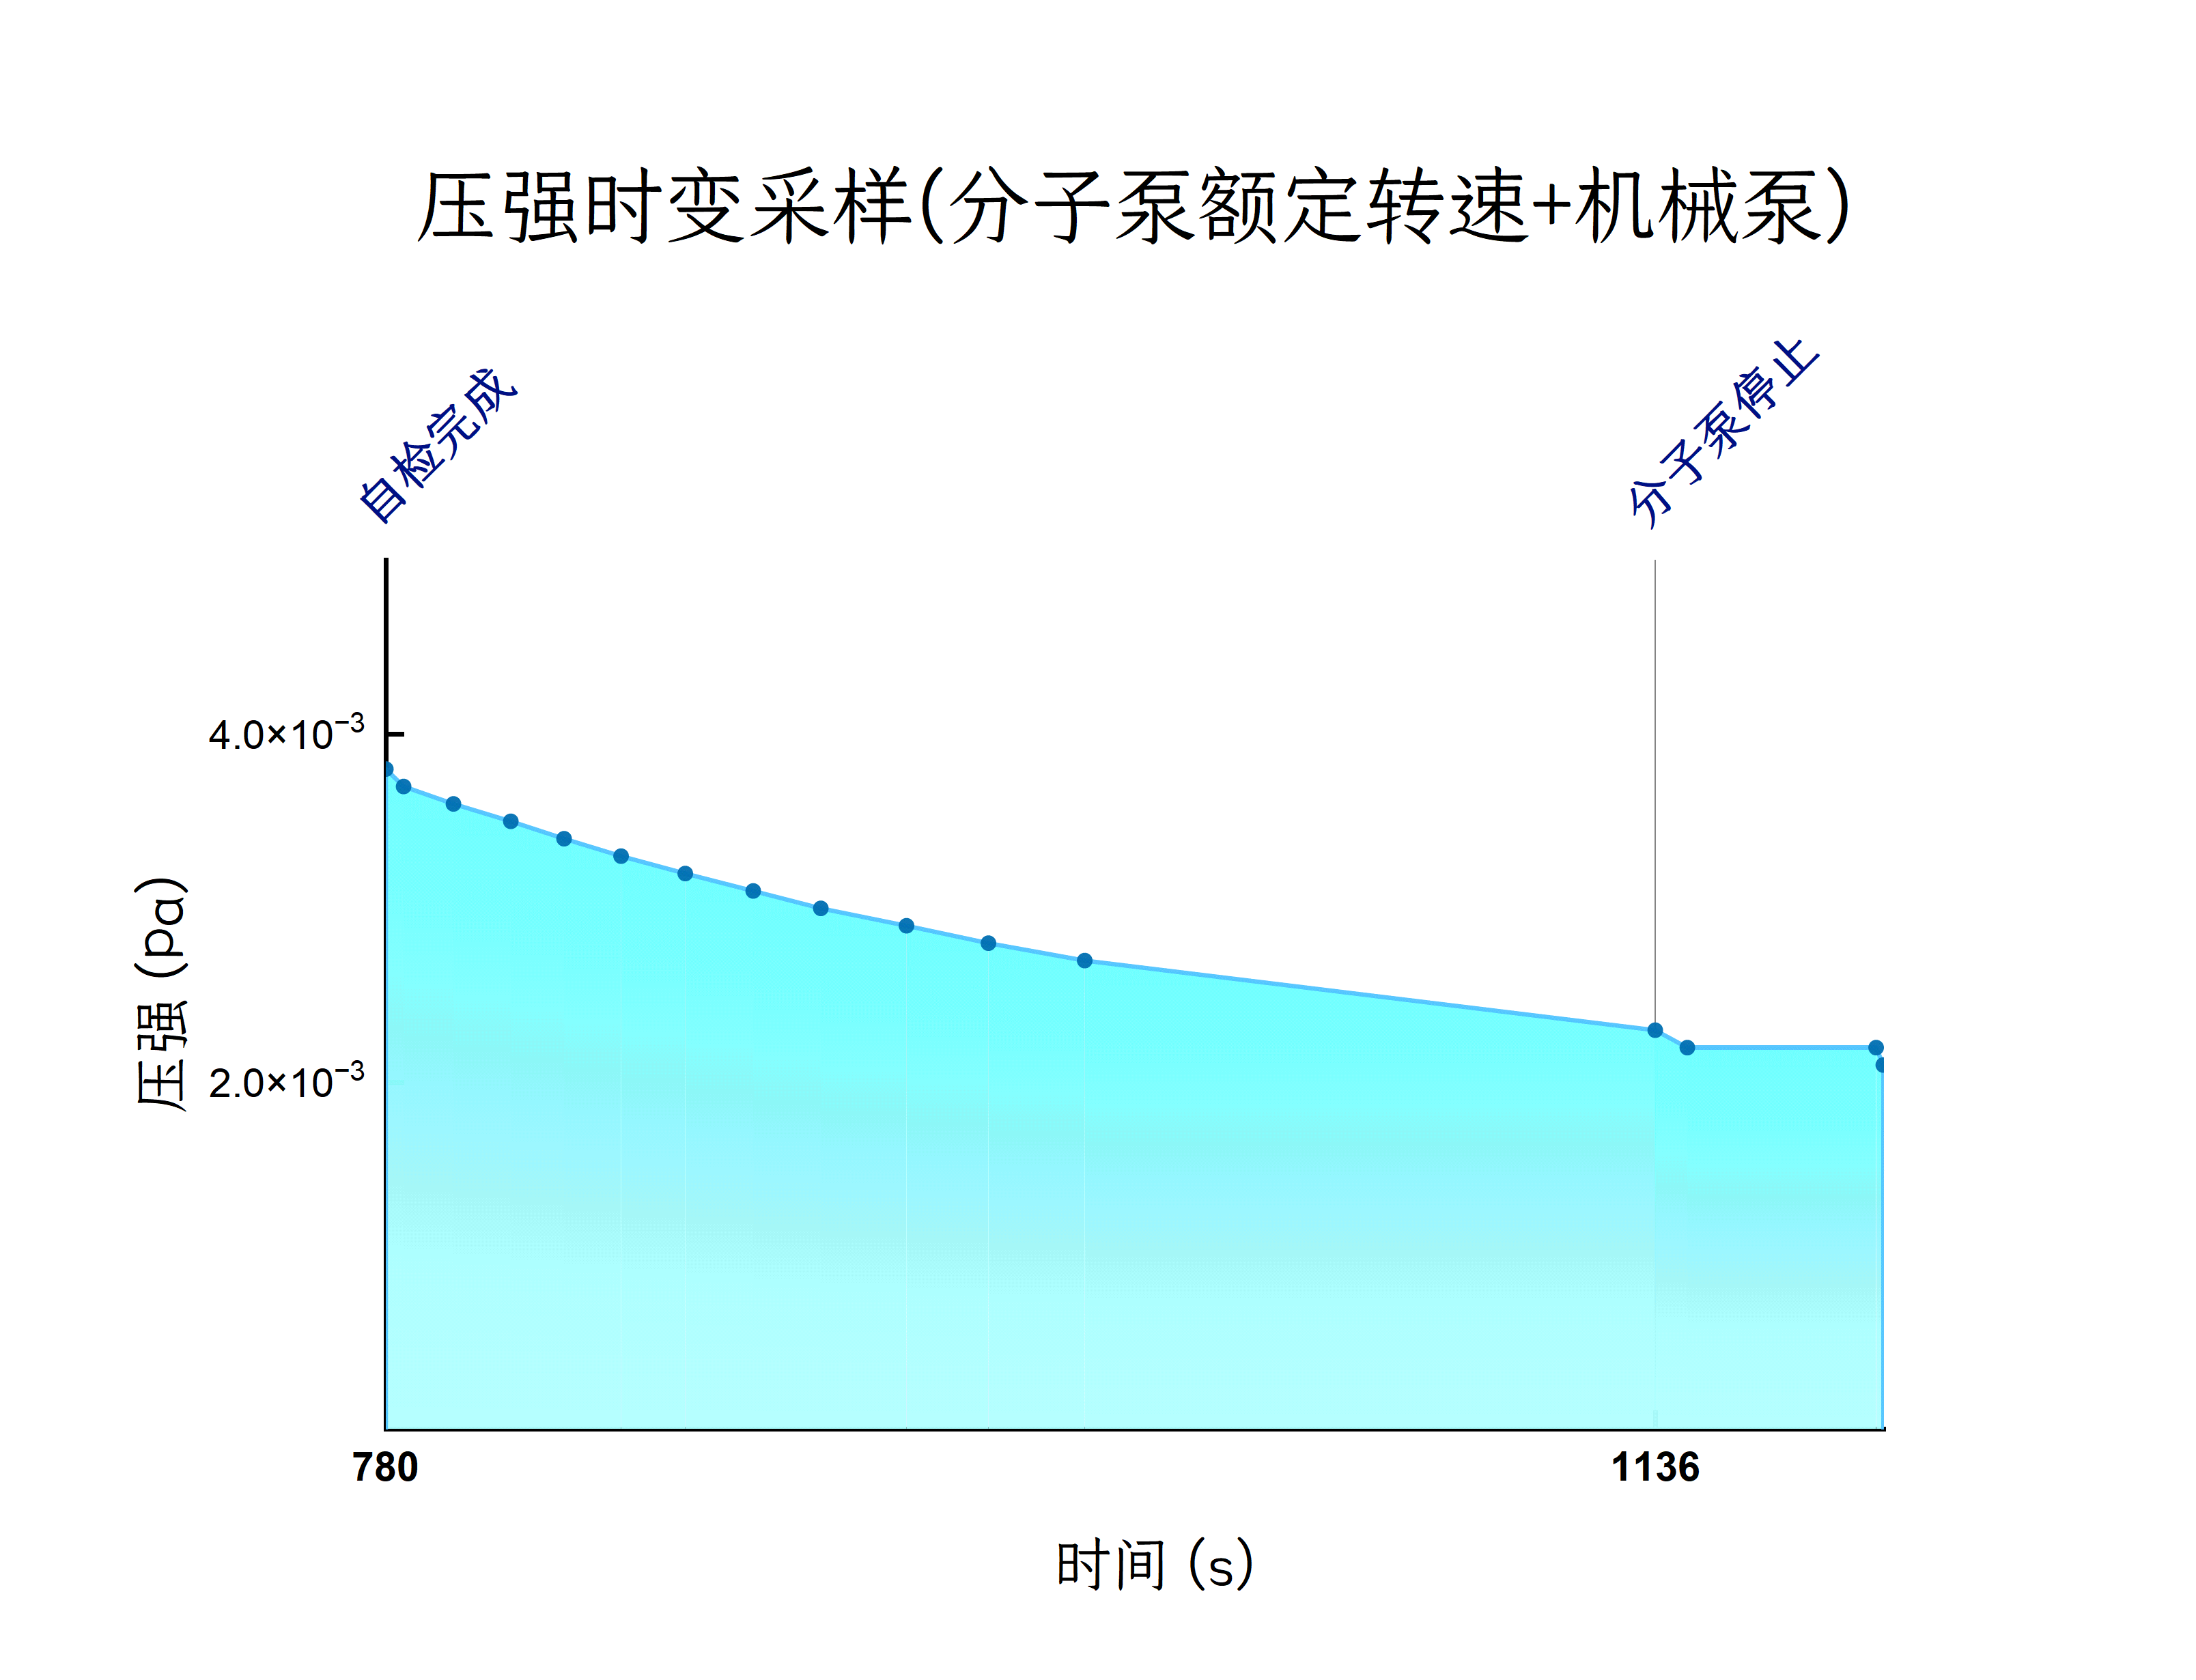 压强时变采样(分子泵额定转速+机械泵)
自检完成
分子泵停止
4.0×10⁻³
2.0×10⁻³
压强 (pa)
780
1136
时间 (s)